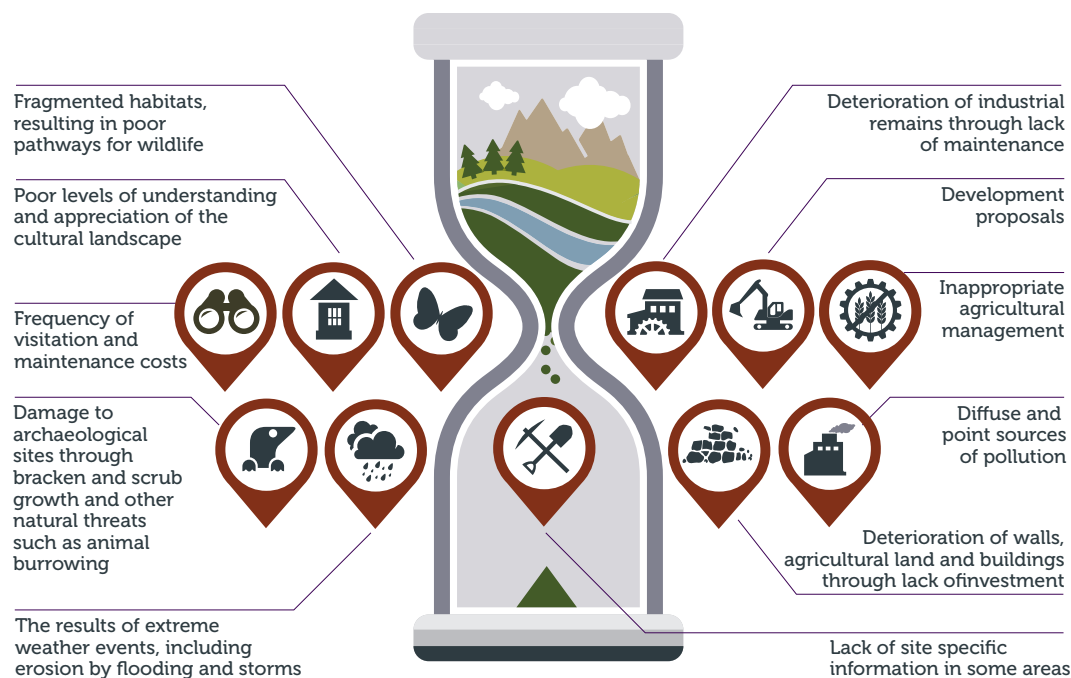 Fragmented habitats,
resulting in poor
pathways for wildlife
Poor levels of understanding
and appreciation of the
cultural landscape
Frequency of
visitation and
maintenance costs
Damage to
archaeological
sites through
bracken and scrub
growth and other
natural threats
such as animal
burrowing
The results of extreme
weather events, including
erosion by flooding and storms
Deterioration of industrial
remains through lack
of maintenance
Development
proposals
Inappropriate
agricultural
management
Diffuse and
point sources
of pollution
Deterioration of walls,
agricultural land and buildings
through lack ofinvestment
Lack of site specific
information in some areas